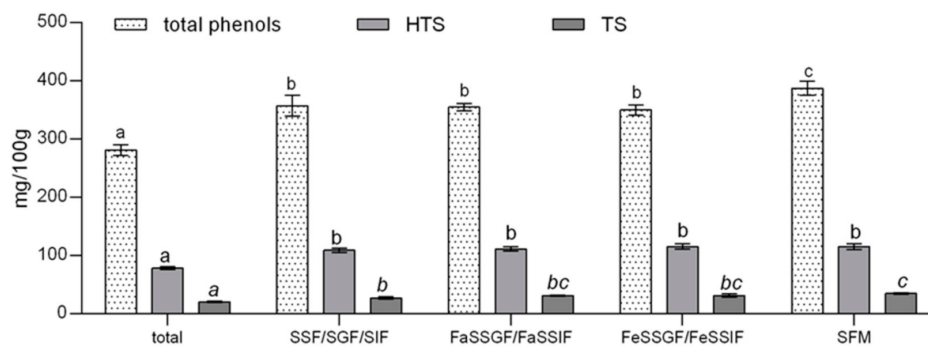 500
total phenols
HTS
TS
400
300
200
100
0
mg/100g
a
a
a
b
b
b
b
b
bc
b
b
bc
c
b
c
total
SSF/SGF/SIF
FaSSGF/FaSSIF
FeSSGF/FeSSIF
SFM